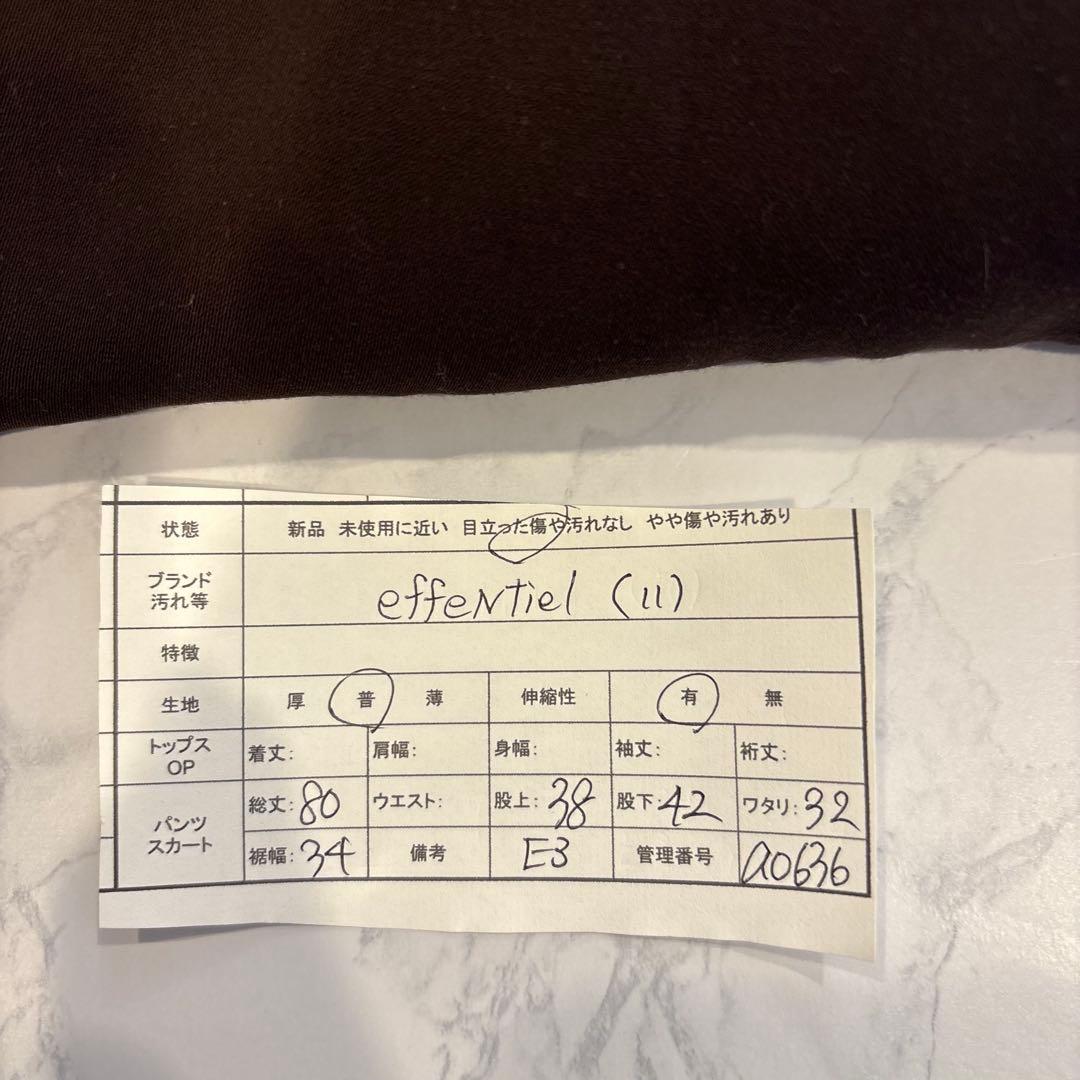 状態 新品 未使用に近い 目立った傷や汚れなし やや傷や汚れあり
ブランド
汚れ等 effeNTiel (11)
特徴
生地 厚 普 薄 伸縮性 有 無
トップス
OP 着丈: 肩幅: 身幅: 袖丈: 裄丈:
パンツ
スカート
総丈: 80 ウエスト: 股上: 38 股下: 42 ワタリ: 32
裾幅: 34 備考 E3 管理番号 a0636